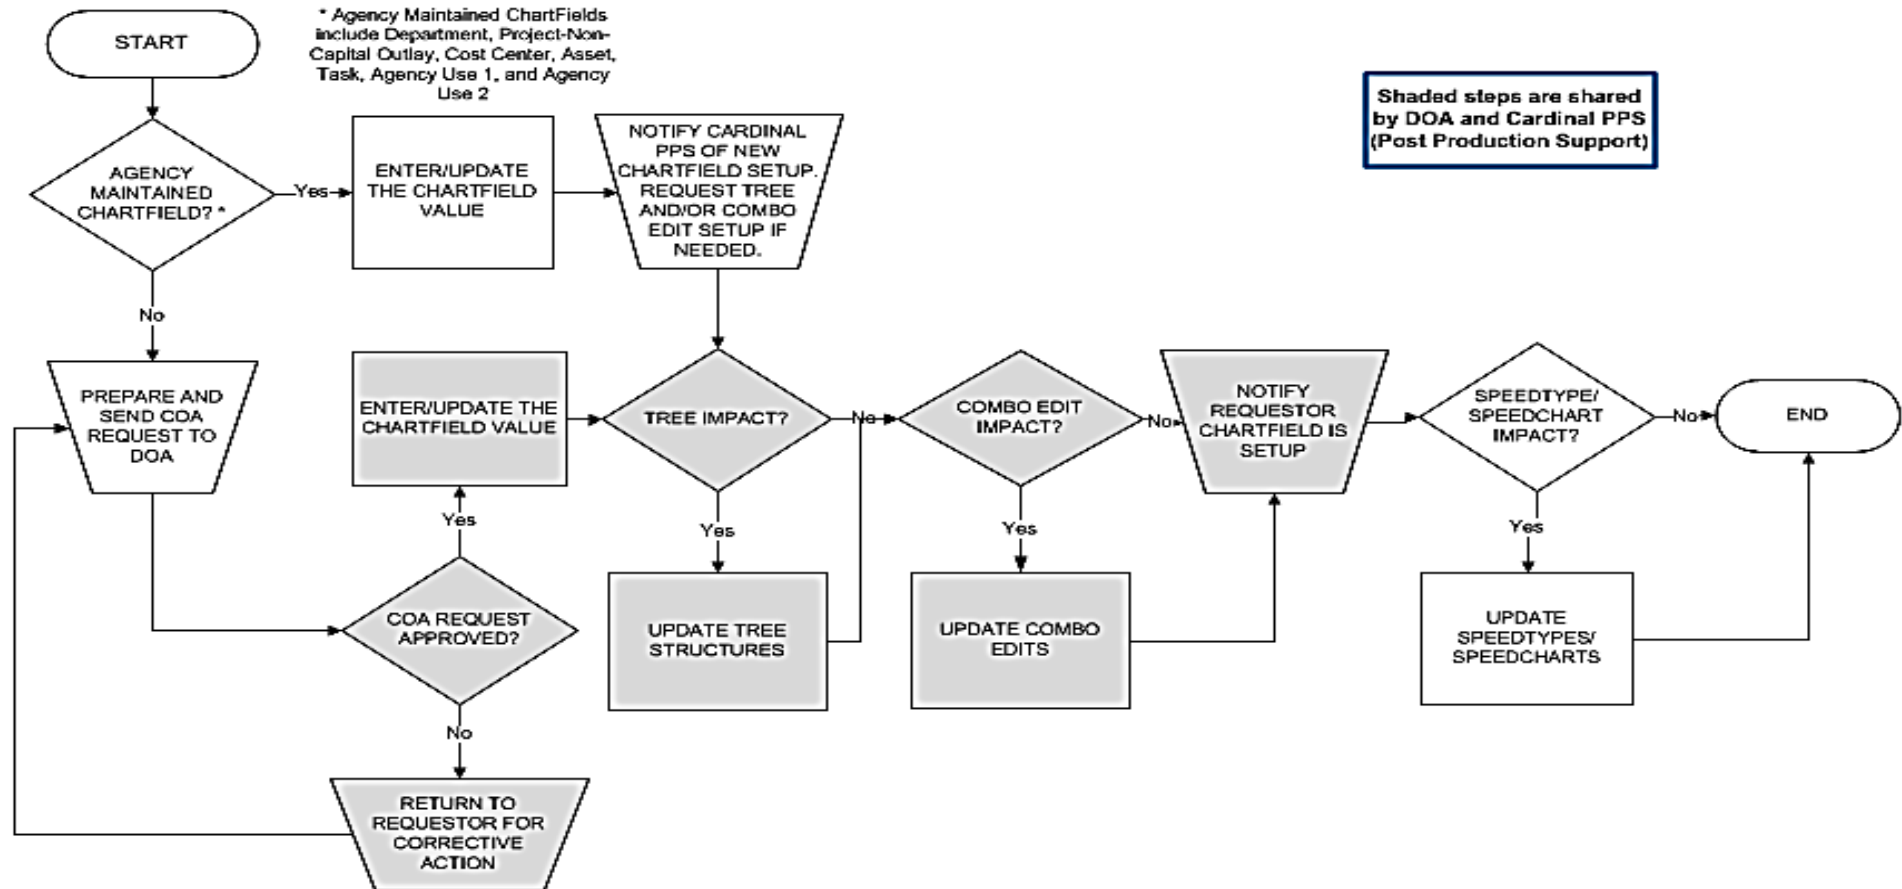 START
* Agency Maintained ChartFields
include Department, Project-Non-
Capital Outlay, Cost Center, Asset,
Task, Agency Use 1, and Agency
Use 2
Shaded steps are shared
by DOA and Cardinal PPS
(Post Production Support)
AGENCY
MAINTAINED
CHARTFIELD? *
Yes
ENTER/UPDATE
THE CHARTFIELD
VALUE
NOTIFY CARDINAL
PPS OF NEW
CHARTFIELD SETUP.
REQUEST TREE
AND/OR COMBO
EDIT SETUP IF
NEEDED.
No
PREPARE AND
SEND COA
REQUEST TO
DOA
ENTER/UPDATE THE
CHARTFIELD VALUE
TREE IMPACT?
No
COMBO EDIT
IMPACT?
No
NOTIFY
REQUESTOR
CHARTFIELD IS
SETUP
SPEEDTYPE/
SPEEDCHART
IMPACT?
No
END
Yes
Yes
Yes
Yes
COA REQUEST
APPROVED?
UPDATE TREE
STRUCTURES
UPDATE COMBO
EDITS
UPDATE
SPEEDTYPES/
SPEEDCHARTS
No
RETURN TO
REQUESTOR FOR
CORRECTIVE
ACTION